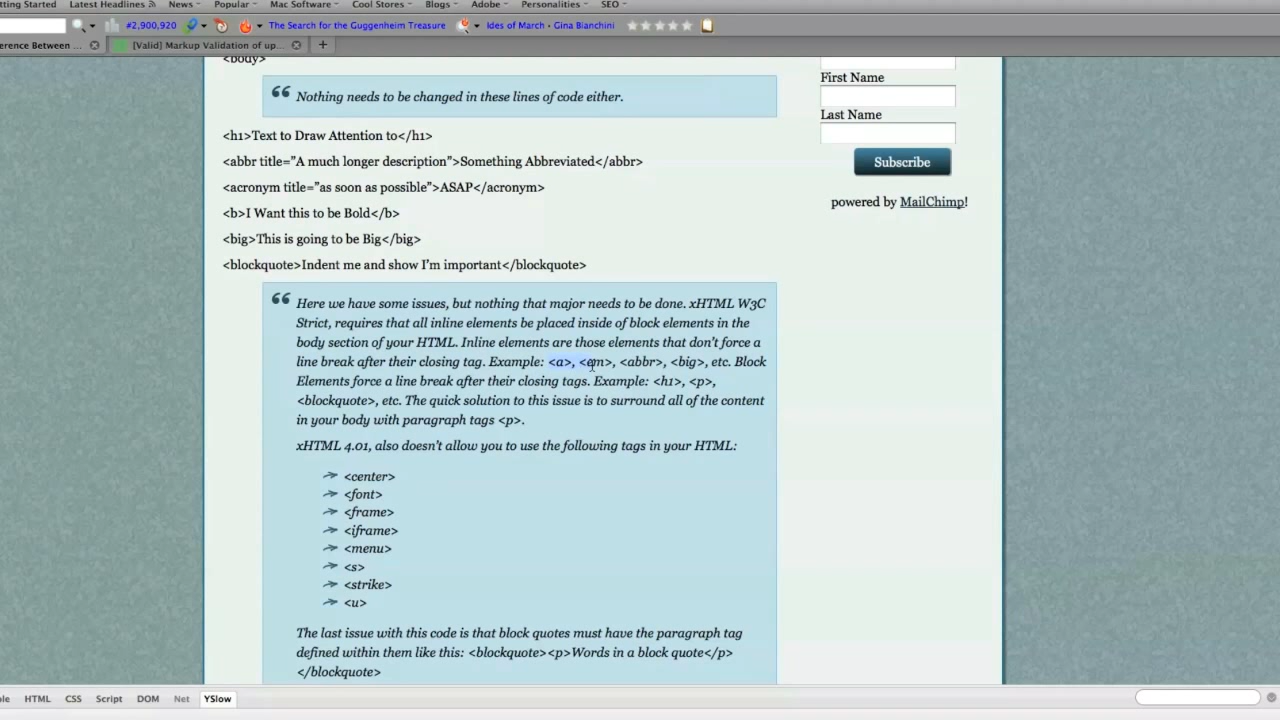 tting Started Latest Headlines News Popular Mac Software Cool Stores Blogs Adobe Personalities SEO
#2,900,920 The Search for the Guggenheim Treasure Ides of March • Gina Bianchini
erence Between ... [Valid] Markup Validation of up... +
<body>
Nothing needs to be changed in these lines of code either.
<h1>Text to Draw Attention to</h1>
<abbr title="A much longer description">Something Abbreviated</abbr>
<acronym title="as soon as possible">ASAP</acronym>
<b>I Want this to be Bold</b>
<big>This is going to be Big</big>
<blockquote>Indent me and show I'm important</blockquote>
Here we have some issues, but nothing that major needs to be done. xHTML W3C
Strict, requires that all inline elements be placed inside of block elements in the
body section of your HTML. Inline elements are those elements that don't force a
line break after their closing tag. Example: <a>, <em>, <abbr>, <big>, etc. Block
Elements force a line break after their closing tags. Example: <h1>, <p>,
<blockquote>, etc. The quick solution to this issue is to surround all of the content
in your body with paragraph tags <p>.
xHTML 4.01, also doesn't allow you to use the following tags in your HTML:
<center>
<font>
<frame>
<iframe>
<menu>
<s>
<strike>
<u>
The last issue with this code is that block quotes must have the paragraph tag
defined within them like this: <blockquote><p>Words in a block quote</p>
</blockquote>
First Name
Last Name
Subscribe
powered by MailChimp!
ole HTML CSS Script DOM Net YSlow